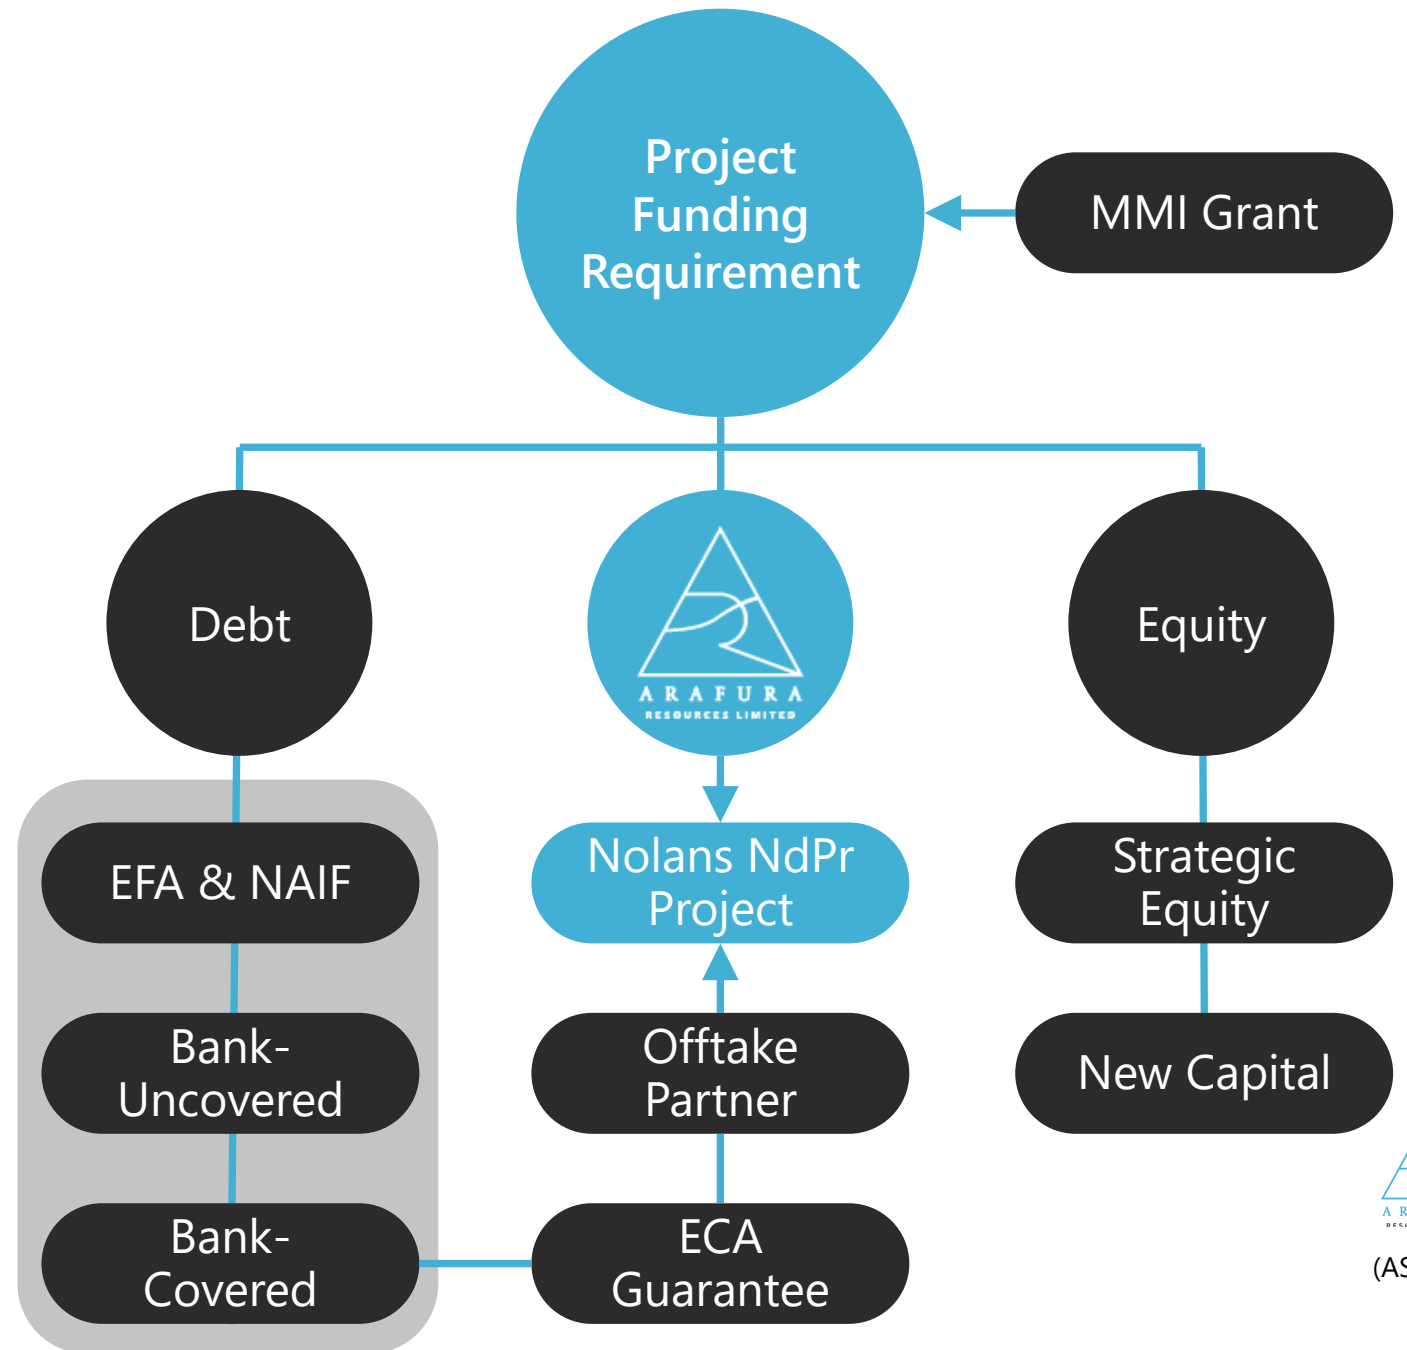 Project
Funding
Requirement
MMI Grant
Debt
ARAFURA
RESOURCES LIMITED
Equity
EFA & NAIF
Nolans NdPr
Project
Strategic
Equity
Bank-
Uncovered
Offtake
Partner
New Capital
Bank-
Covered
ECA
Guarantee
A R
(AS